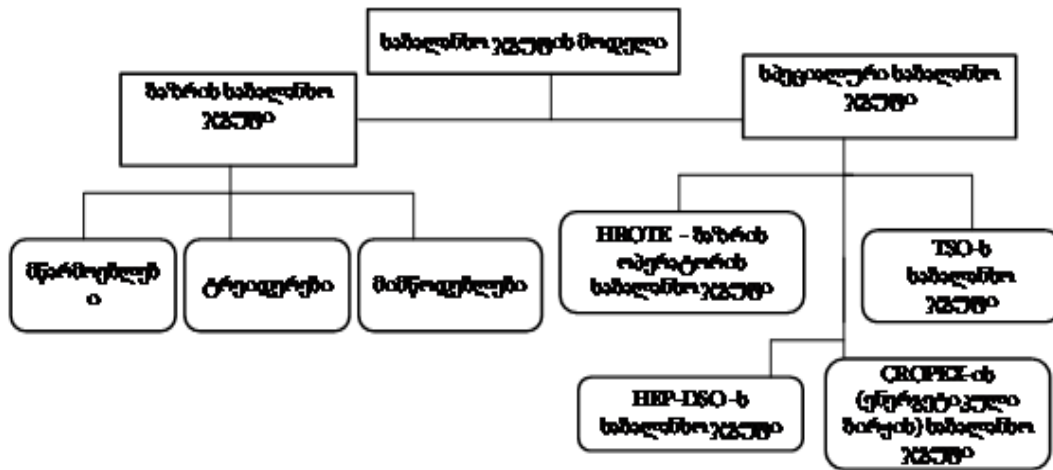 საბალანსო ჯგუფის მოდელი
ბაზრის საბალანსო
ჯგუფი
სპეციალური საბალანსო
ჯგუფი
მწარმოებლებ
ი
ტრეიდერები
მიმწოდებლები
HROTE - ბაზრის
ოპერატორის
საბალანსო ჯგუფი
TSO-ს
საბალანსო
ჯგუფი
HEP-DSO -ს
საბალანსო ჯგუფი
CROPEX-ის
(ენერგეტიკული
ბირჟის) საბალანსო
ჯგუფი